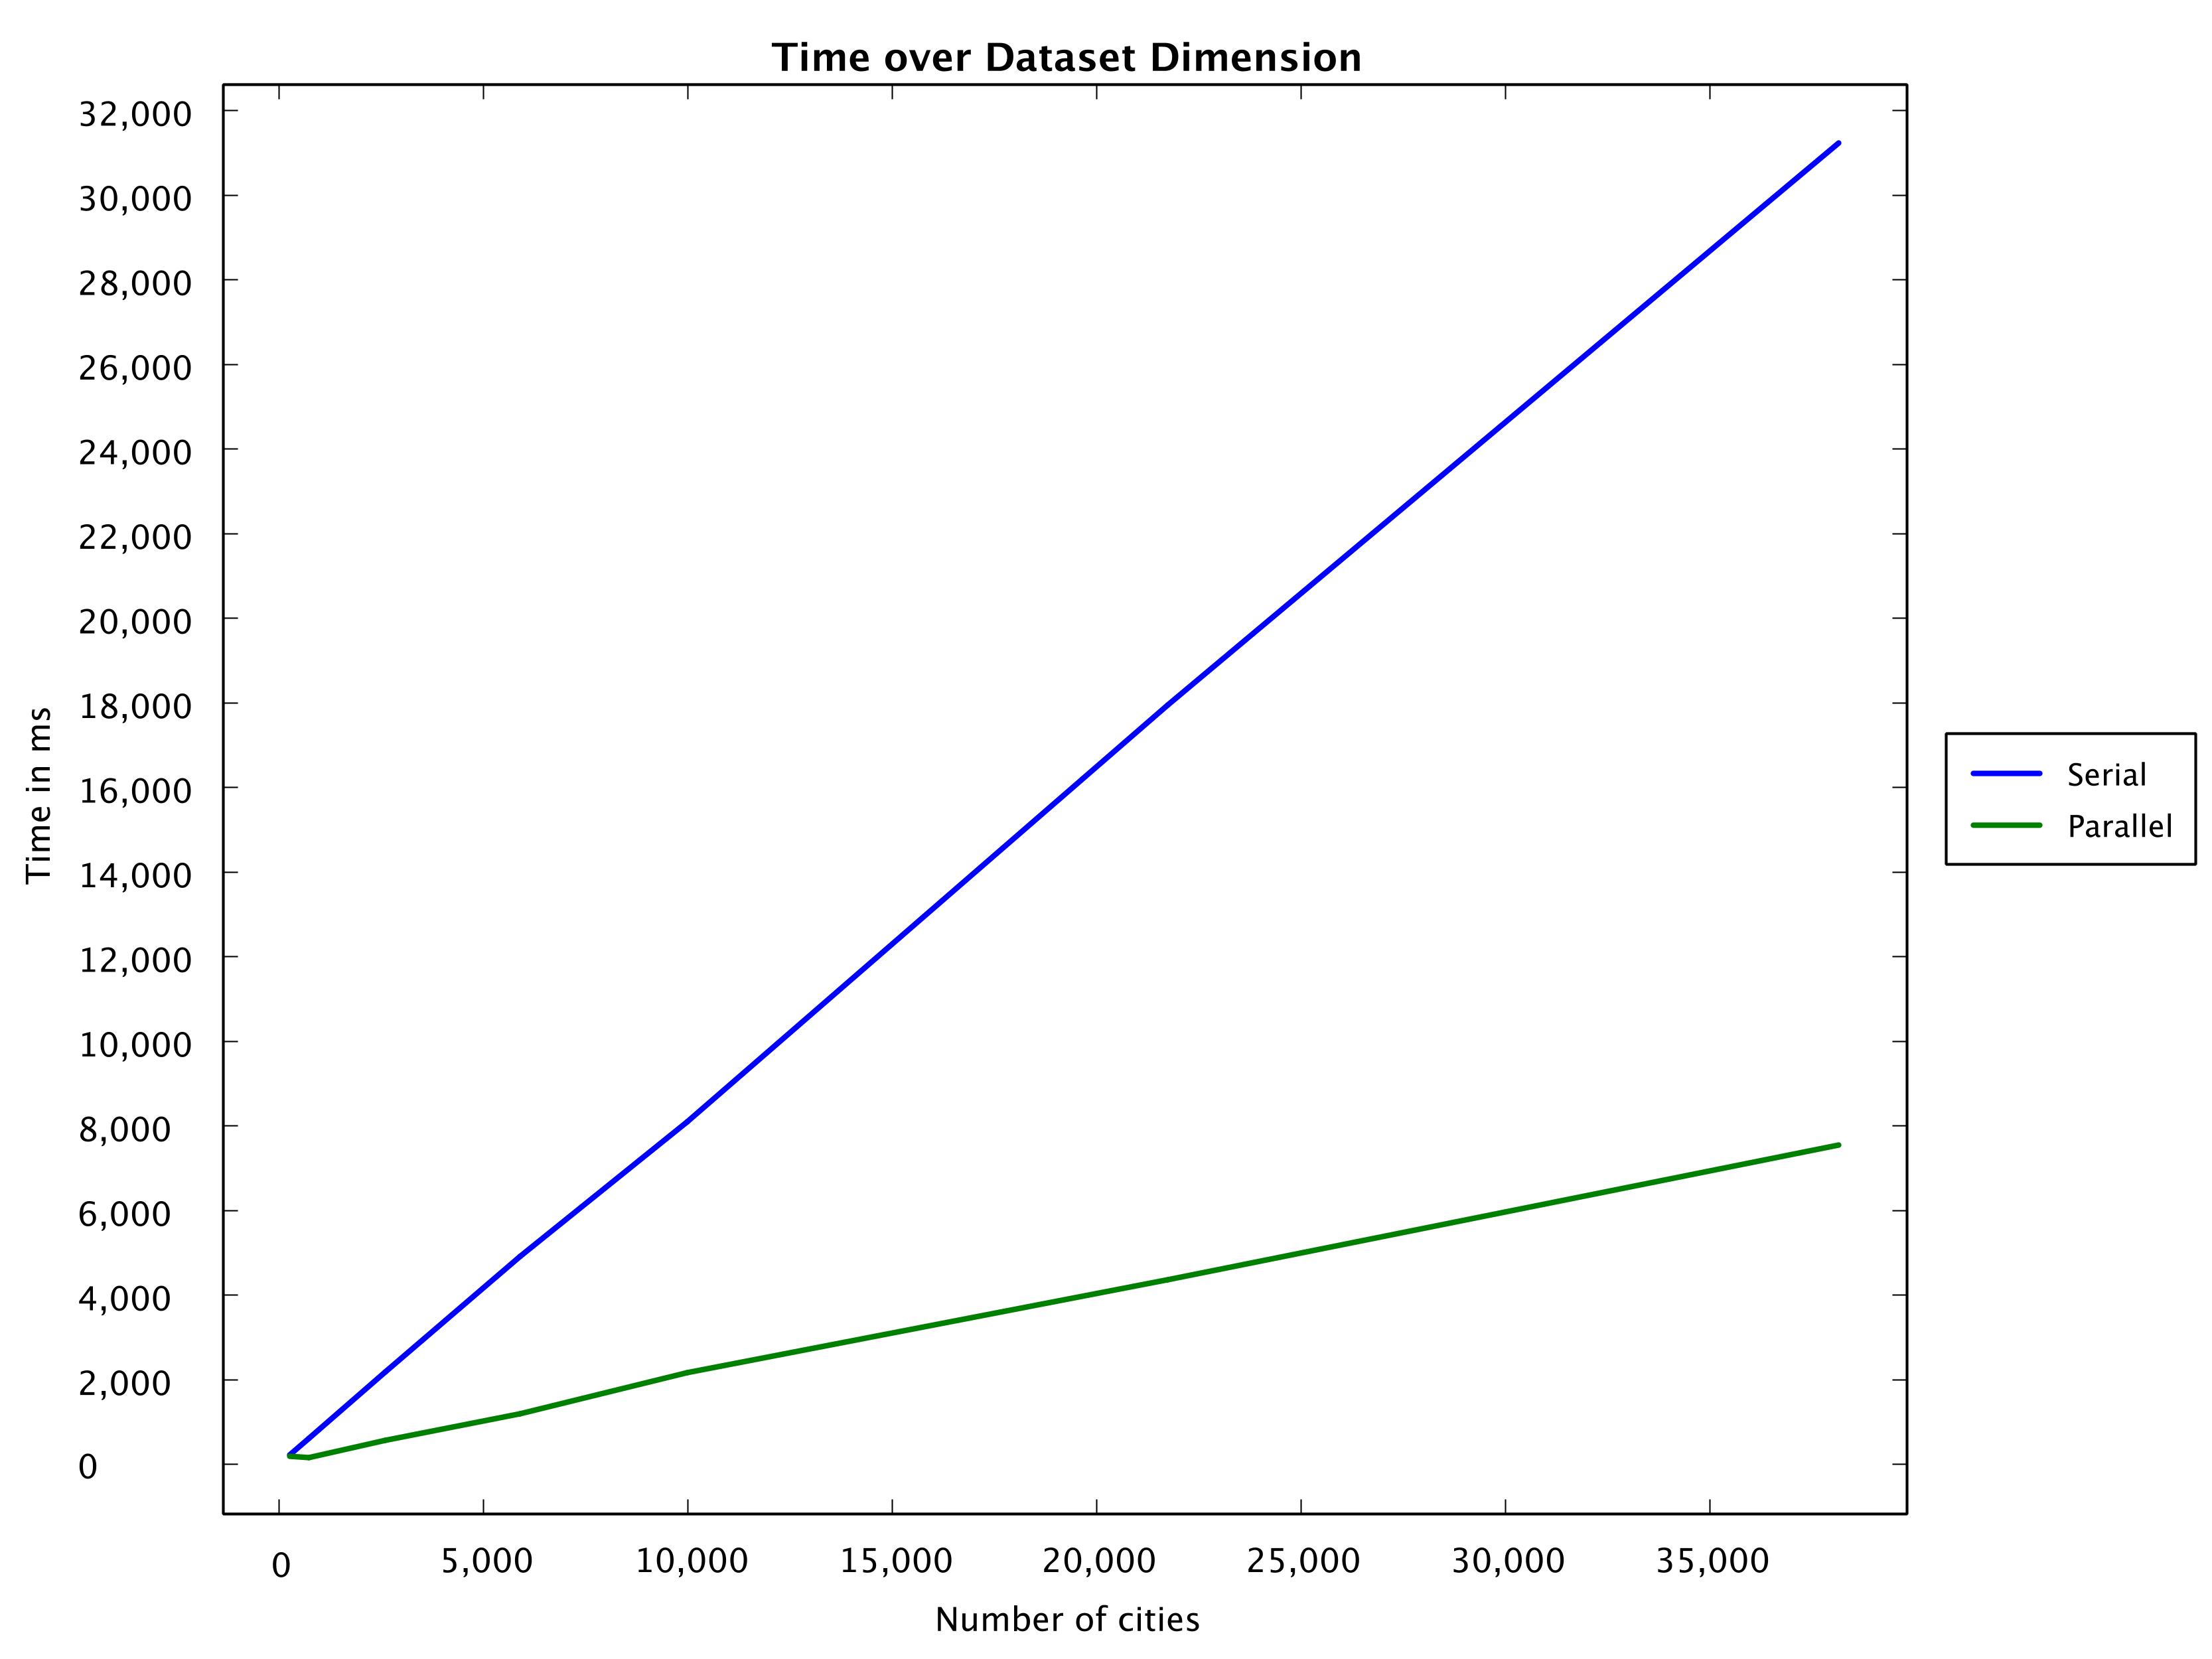 Time over Dataset Dimension
32,000
30,000
28,000
26,000
24,000
22,000
20,000
18,000
16,000
14,000
12,000
10,000
8,000
6,000
4,000
2,000
0
Time in ms
Serial
Parallel
0 5,000 10,000 15,000 20,000 25,000 30,000 35,000
Number of cities